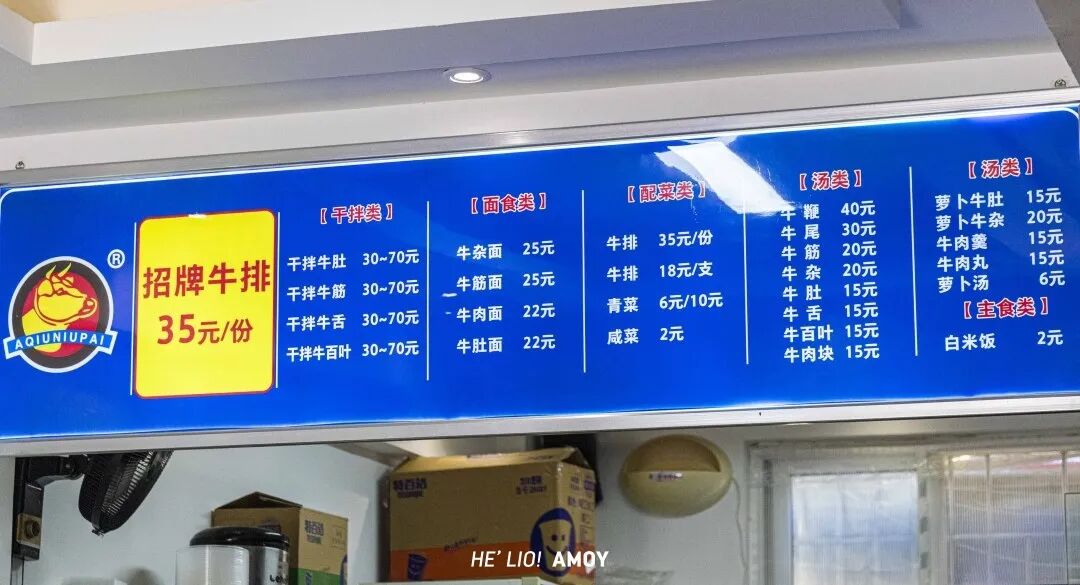 AQIUNIUPAI
®
招牌牛排
35元/份
【干拌类】
干拌牛肚 30~70元
干拌牛筋 30~70元
干拌牛舌 30~70元
干拌牛百叶 30~70元
【面食类】
牛杂面 25元
牛筋面 25元
牛肉面 22元
牛肚面 22元
【配菜类】
牛排 35元/份
牛排 18元/支
青菜 6元/10元
咸菜 2元
【汤类】
牛鞭 40元
牛尾 30元
牛筋 20元
牛杂 20元
牛肚 15元
牛舌 15元
牛百叶 15元
牛肉块 15元
【汤类】
萝卜牛肚 15元
萝卜牛杂 20元
牛肉羹 15元
牛肉丸 15元
萝卜汤 6元
【主食类】
白米饭 2元
特百洁
特百洁
HE' LIO! AMOY